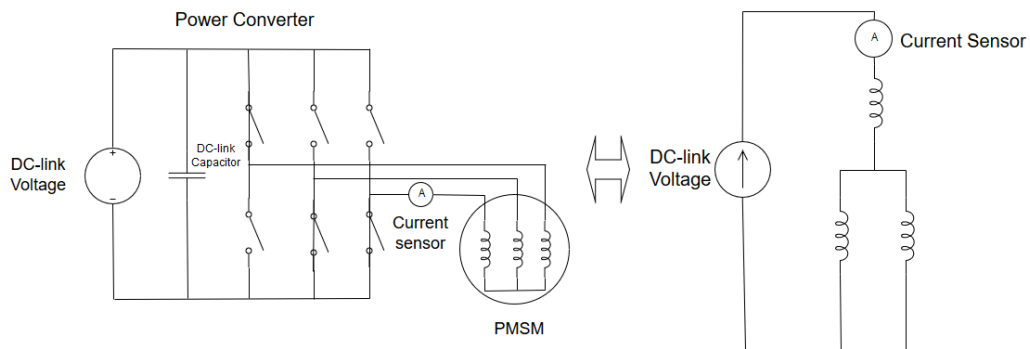 Power Converter
DC-link
Voltage
+
−
DC-link
Capacitor
A
Current
sensor
PMSM
DC-link
Voltage
A
Current Sensor